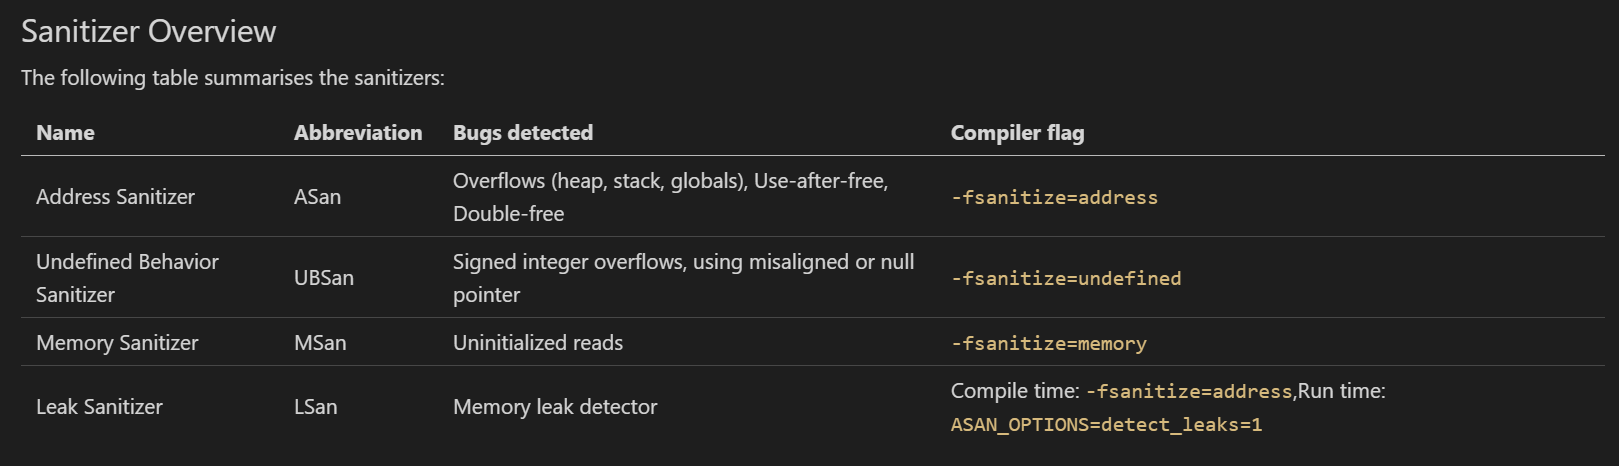 Sanitizer Overview
The following table summarises the sanitizers:
Name Abbreviation Bugs detected Compiler flag
Address Sanitizer ASan Overflows (heap, stack, globals), Use-after-free, Double-free -fsanitize=address
Undefined Behavior Sanitizer UBSan Signed integer overflows, using misaligned or null pointer -fsanitize=undefined
Memory Sanitizer MSan Uninitialized reads -fsanitize=memory
Leak Sanitizer LSan Memory leak detector Compile time: -fsanitize=address,Run time: ASAN_OPTIONS=detect_leaks=1